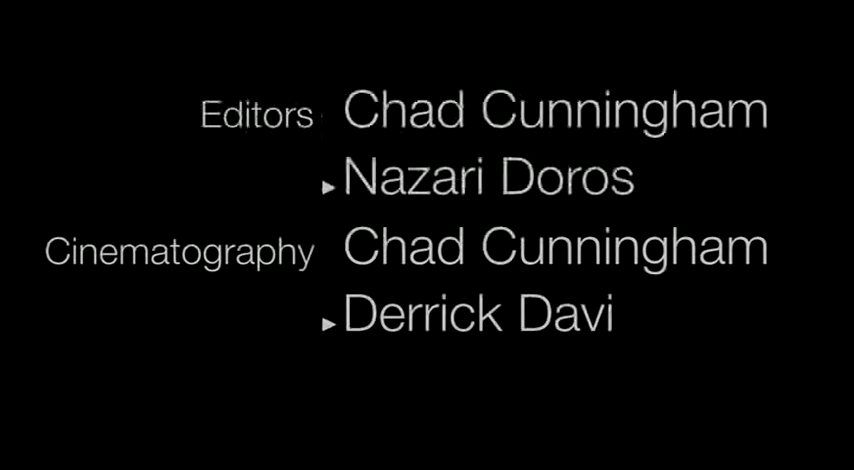 Editors Chad Cunningham
▸Nazari Doros
Cinematography Chad Cunningham
▸Derrick Davi